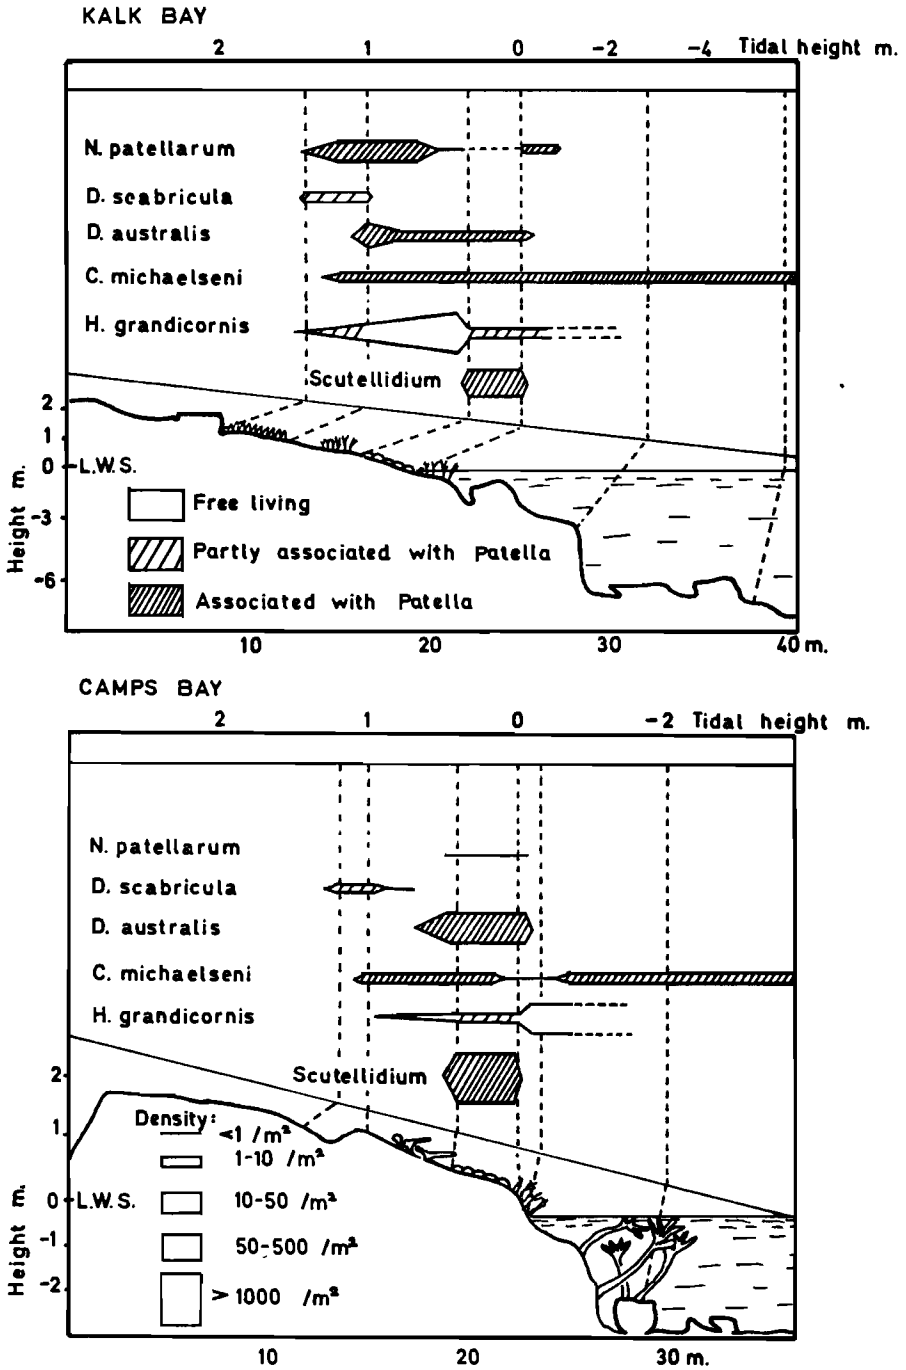 KALK BAY
2 1 0 -2 -4 Tidal height m.
N. patellarum
D. seabricula
D. australis
C. michaelseni
H. grandicornis
Scutellidium
2
1
0 L.W.S.
Free living
-3
Partly associated with Patella
-6
Associated with Patella
Height m.
10 20 30 40 m.
CAMPS BAY
2 1 0 -2 Tidal height m.
N. patellarum
D. scabricula
D. australis
C. michaelseni
H. grandicornis
2 Scutellidium
Density:
1 <1 /m²
1-10 /m²
0 L.W.S. 10-50 /m²
-1 50-500 /m²
-2 > 1000 /m²
Height m.
10 20 30 m.